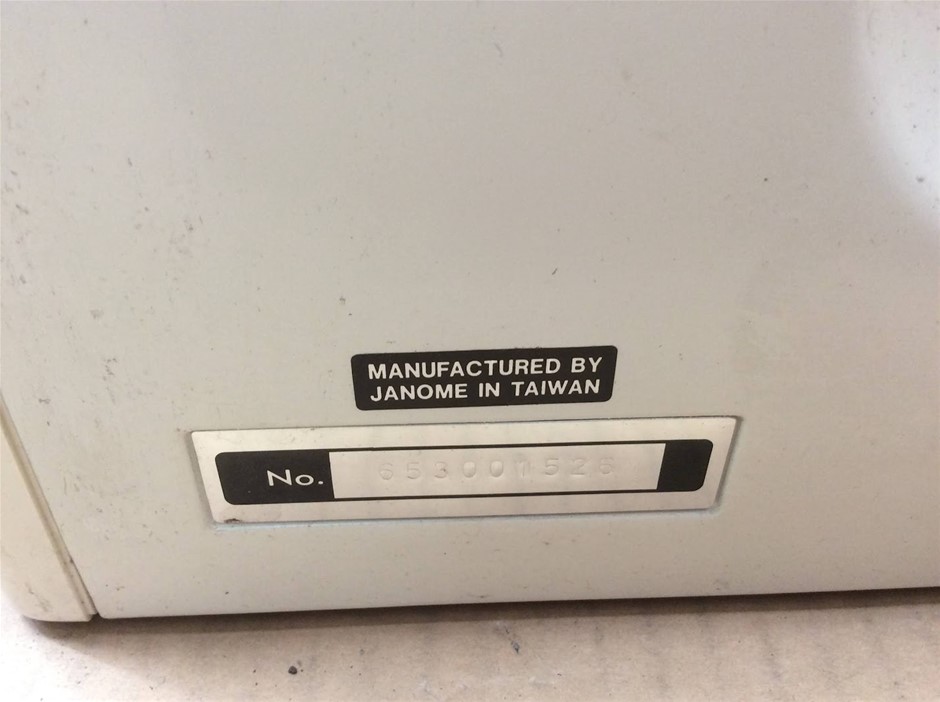 MANUFACTURED BY
JANOME IN TAIWAN
No. 653001526